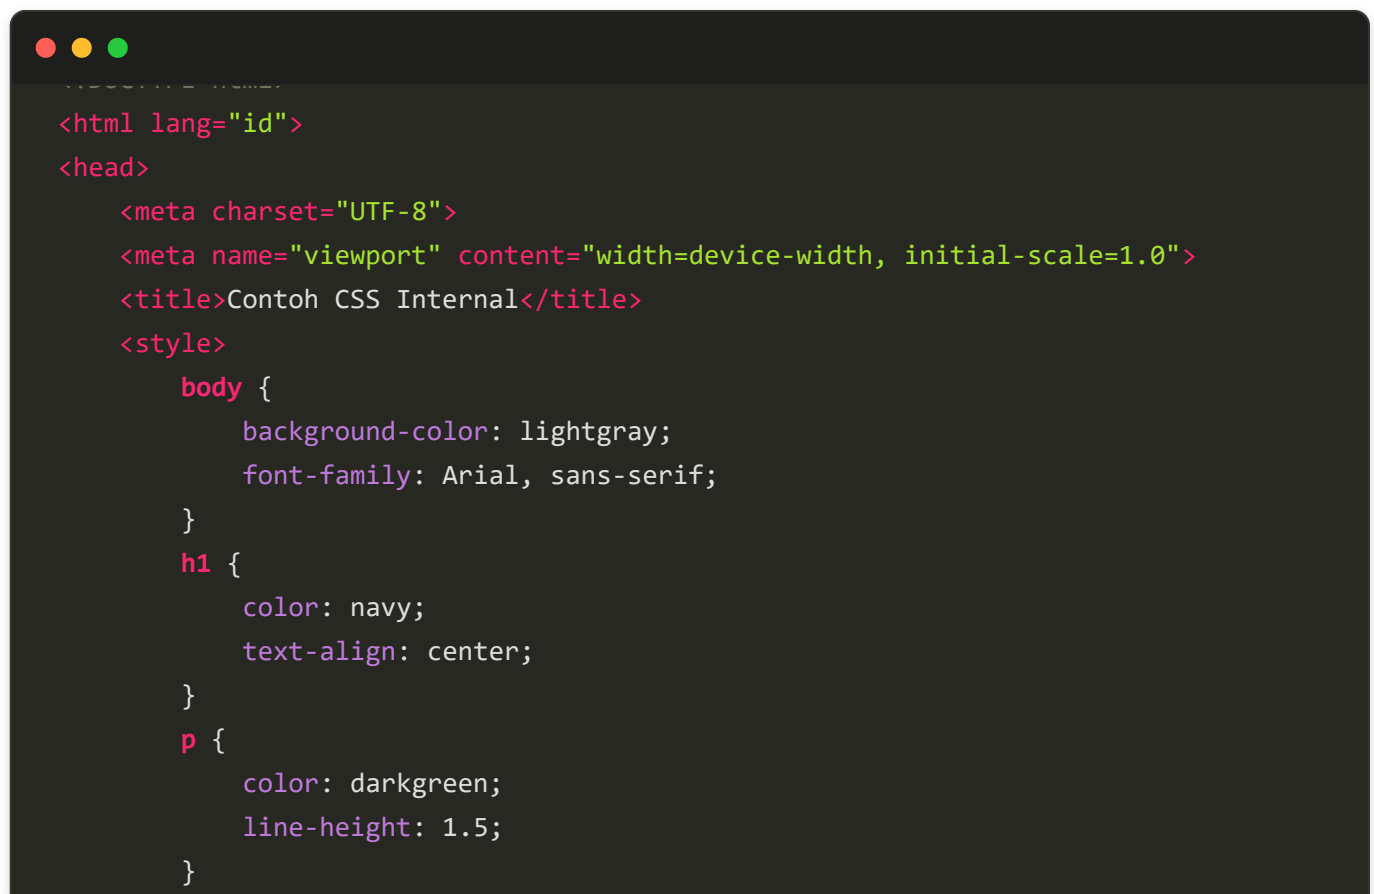 <html lang="id">
<head>
    <meta charset="UTF-8">
    <meta name="viewport" content="width=device-width, initial-scale=1.0">
    <title>Contoh CSS Internal</title>
    <style>
        body {
            background-color: lightgray;
            font-family: Arial, sans-serif;
        }
        h1 {
            color: navy;
            text-align: center;
        }
        p {
            color: darkgreen;
            line-height: 1.5;
        }